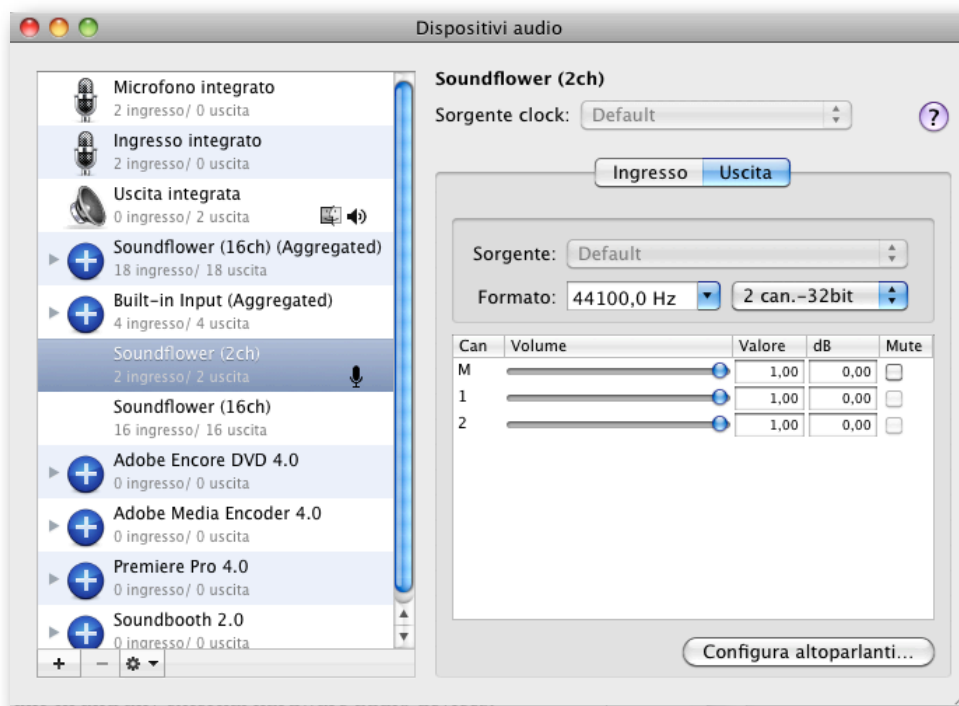 Dispositivi audio
Microfono integrato
2 ingresso/ 0 uscita
Ingresso integrato
2 ingresso/ 0 uscita
Uscita integrata
0 ingresso/ 2 uscita
Soundflower (16ch) (Aggregated)
18 ingresso/ 18 uscita
Built-in Input (Aggregated)
4 ingresso/ 4 uscita
Soundflower (2ch)
2 ingresso/ 2 uscita
Soundflower (16ch)
16 ingresso/ 16 uscita
Adobe Encore DVD 4.0
0 ingresso/ 0 uscita
Adobe Media Encoder 4.0
0 ingresso/ 0 uscita
Premiere Pro 4.0
0 ingresso/ 0 uscita
Soundbooth 2.0
0 ingresso/ 0 uscita
Soundflower (2ch)
Sorgente clock: Default
?
Ingresso Uscita
Sorgente: Default
Formato: 44100,0 Hz 2 can.-32bit
Can Volume Valore dB Mute
M 1,00 0,00
1 1,00 0,00
2 1,00 0,00
Configura altoparlanti...